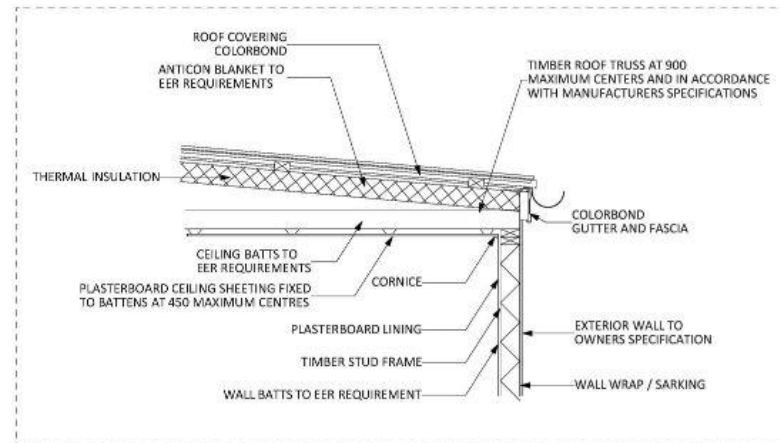 ROOF COVERING
COLORBOND
ANTICON BLANKET TO
EER REQUIREMENTS
TIMBER ROOF TRUSS AT 900
MAXIMUM CENTERS AND IN ACCORDANCE
WITH MANUFACTURERS SPECIFICATIONS
THERMAL INSULATION
COLORBOND
GUTTER AND FASCIA
CEILING BATTS TO
EER REQUIREMENTS
PLASTERBOARD CEILING SHEETING FIXED
TO BATTENS AT 450 MAXIMUM CENTRES
CORNICE
PLASTERBOARD LINING
EXTERIOR WALL TO
OWNERS SPECIFICATION
TIMBER STUD FRAME
WALL BATTS TO EER REQUIREMENT
WALL WRAP / SARKING